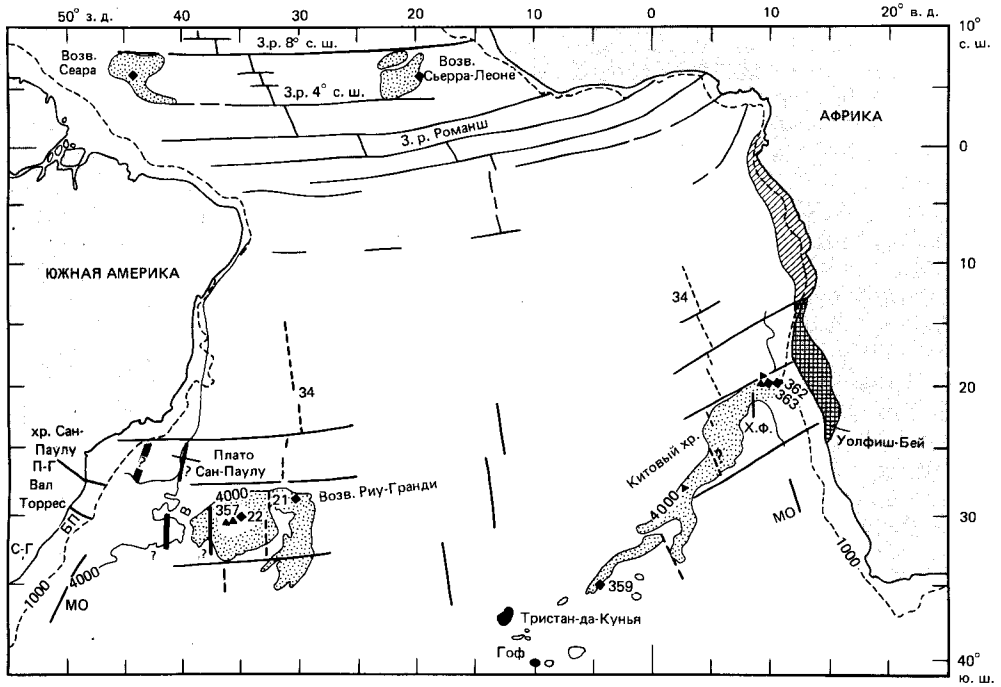 50° з. д.
40
30
20
10
0
10
20° в. д.
10°
с. ш.
З.р. 8° с. ш.
Возв.
Сеара
Возв.
Сьерра-Леоне
З.р. 4° с. ш.
АФРИКА
З. р. Романш
0
ЮЖНАЯ АМЕРИКА
10
34
34
20
362
363
хр. Сан-
Паулу
П-Г
Вал
Торрес
Плато
Сан-Паулу
?
?
Х.Ф.
Уолфиш-Бей
Китовый хр.
?
4000
21
Возв. Риу-Гранди
357
22
В
БП
4000
МО
30
С-Г
?
?
4000
1000
МО
1000
359
Тристан-да-Кунья
Гоф
40°
ю. ш.